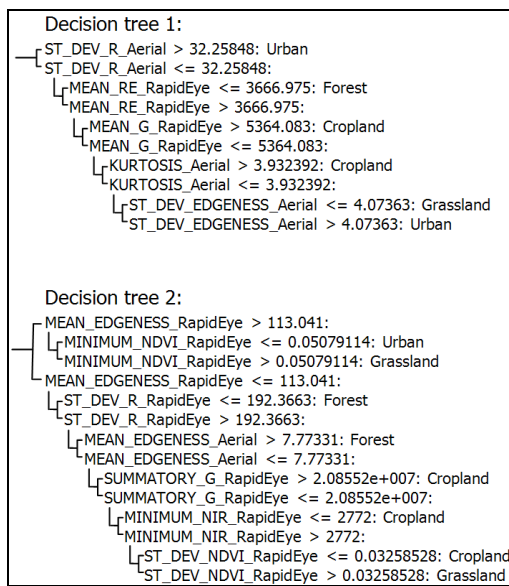 Decision tree 1:
ST_DEV_R_Aerial > 32.25848: Urban
ST_DEV_R_Aerial <= 32.25848:
MEAN_RE_RapidEye <= 3666.975: Forest
MEAN_RE_RapidEye > 3666.975:
MEAN_G_RapidEye > 5364.083: Cropland
MEAN_G_RapidEye <= 5364.083:
KURTOSIS_Aerial > 3.932392: Cropland
KURTOSIS_Aerial <= 3.932392:
ST_DEV_EDGENESS_Aerial <= 4.07363: Grassland
ST_DEV_EDGENESS_Aerial > 4.07363: Urban
Decision tree 2:
MEAN_EDGENESS_RapidEye > 113.041:
MINIMUM_NDVI_RapidEye <= 0.05079114: Urban
MINIMUM_NDVI_RapidEye > 0.05079114: Grassland
MEAN_EDGENESS_RapidEye <= 113.041:
ST_DEV_R_RapidEye <= 192.3663: Forest
ST_DEV_R_RapidEye > 192.3663:
MEAN_EDGENESS_Aerial > 7.77331: Forest
MEAN_EDGENESS_Aerial <= 7.77331:
SUMMATORY_G_RapidEye > 2.08552e+007: Cropland
SUMMATORY_G_RapidEye <= 2.08552e+007:
MINIMUM_NIR_RapidEye <= 2772: Cropland
MINIMUM_NIR_RapidEye > 2772:
ST_DEV_NDVI_RapidEye <= 0.03258528: Cropland
ST_DEV_NDVI_RapidEye > 0.03258528: Grassland